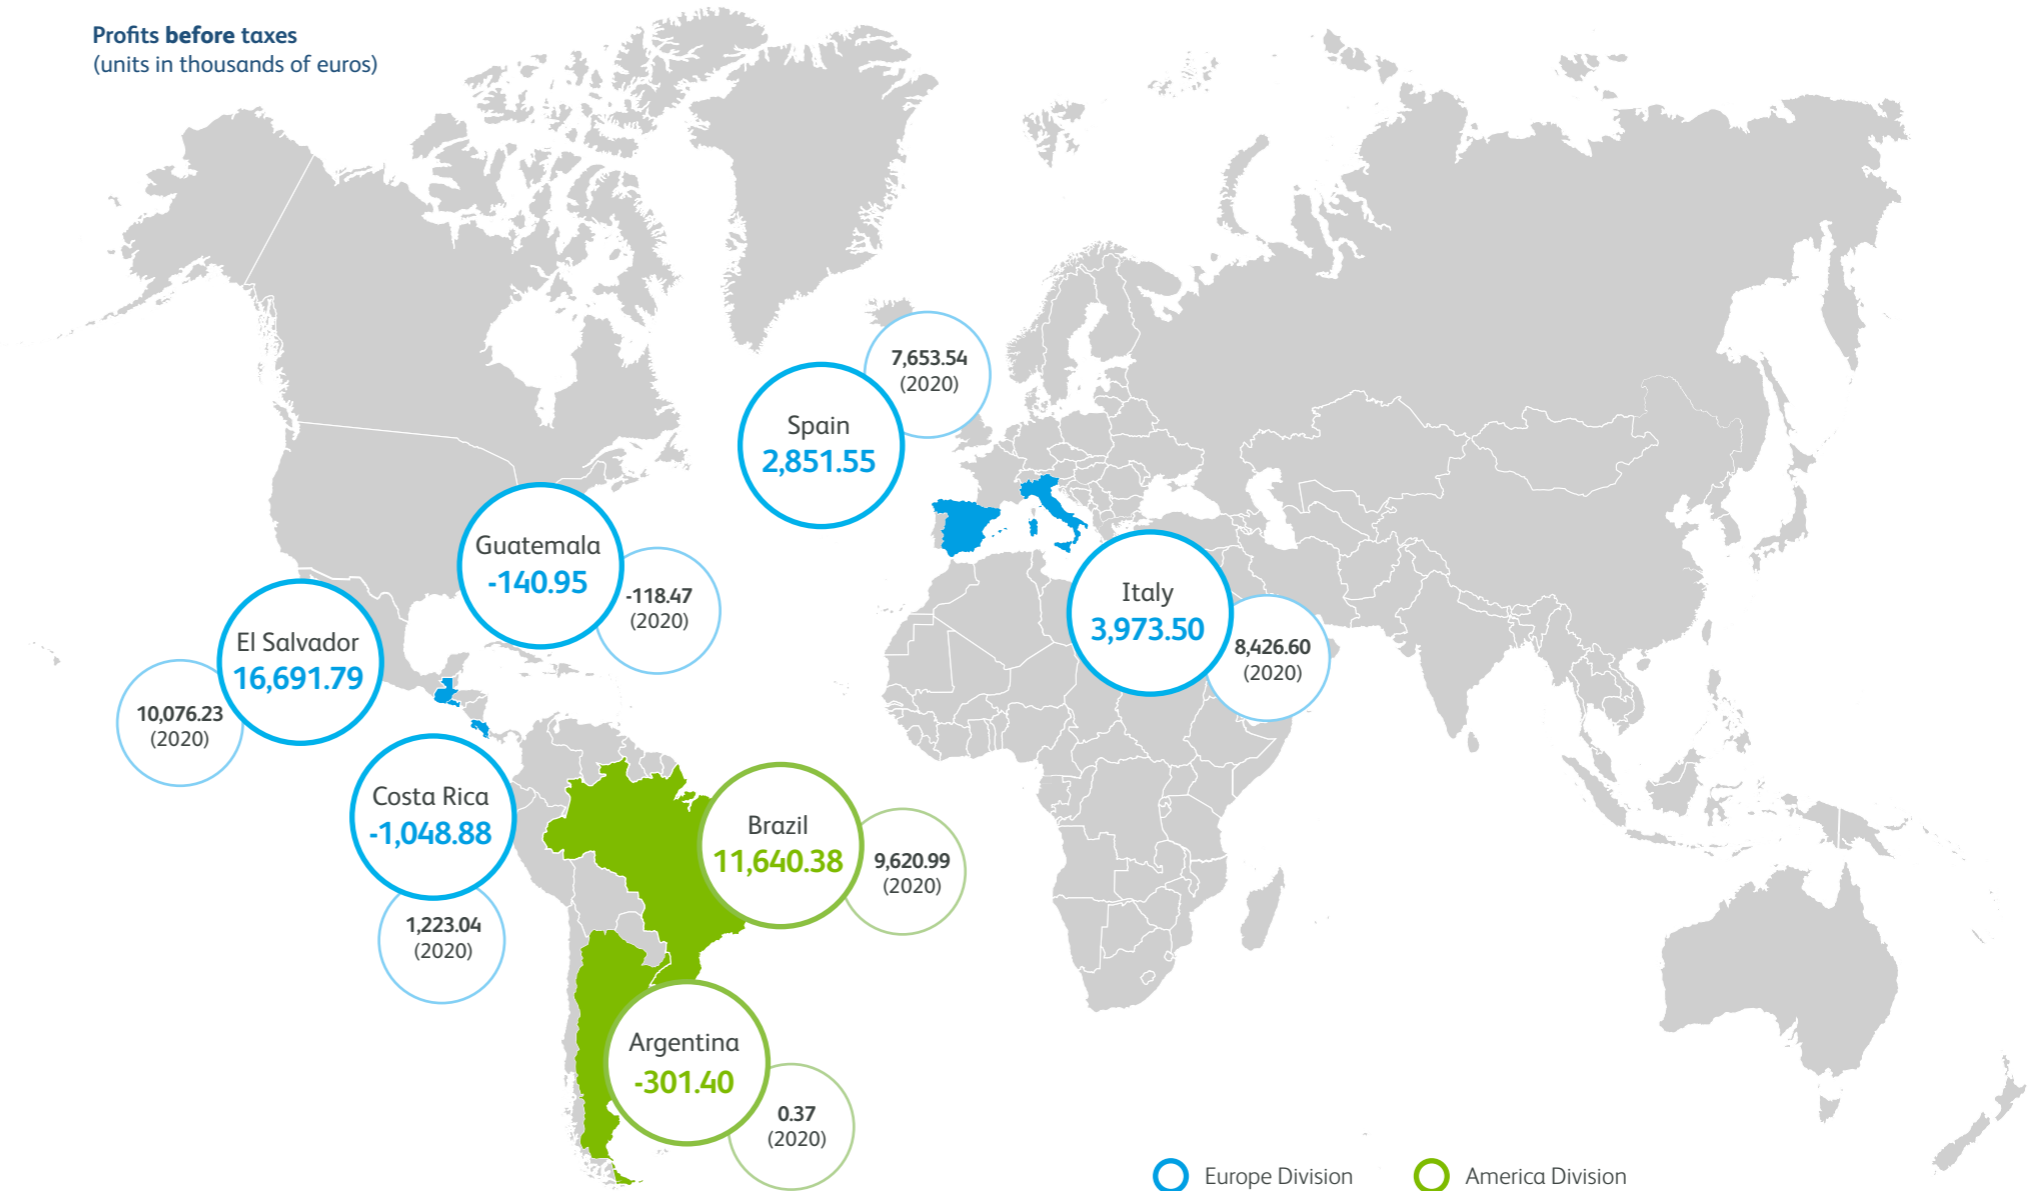 Profits before taxes
(units in thousands of euros)
7,653.54
(2020)
Spain
2,851.55
Guatemala
-140.95
-118.47
(2020)
Italy
3,973.50
8,426.60
(2020)
El Salvador
16,691.79
10,076.23
(2020)
Costa Rica
-1,048.88
1,223.04
(2020)
Brazil
11,640.38
9,620.99
(2020)
Argentina
-301.40
0.37
(2020)
Europe Division
America Division